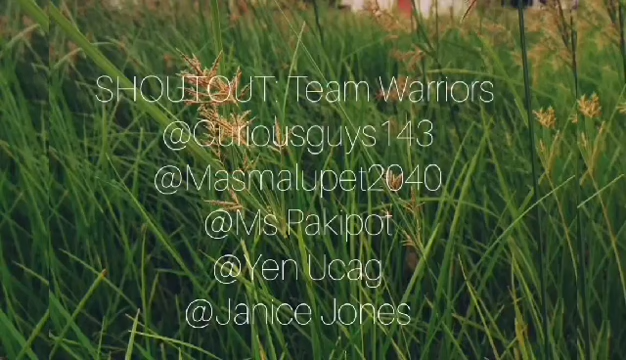 SHOUTOUT: Team Warriors
@Curiousguys143
@Masmalupet2040
@Ms.Pakipot
@Yen Ucag
@Janice Jones